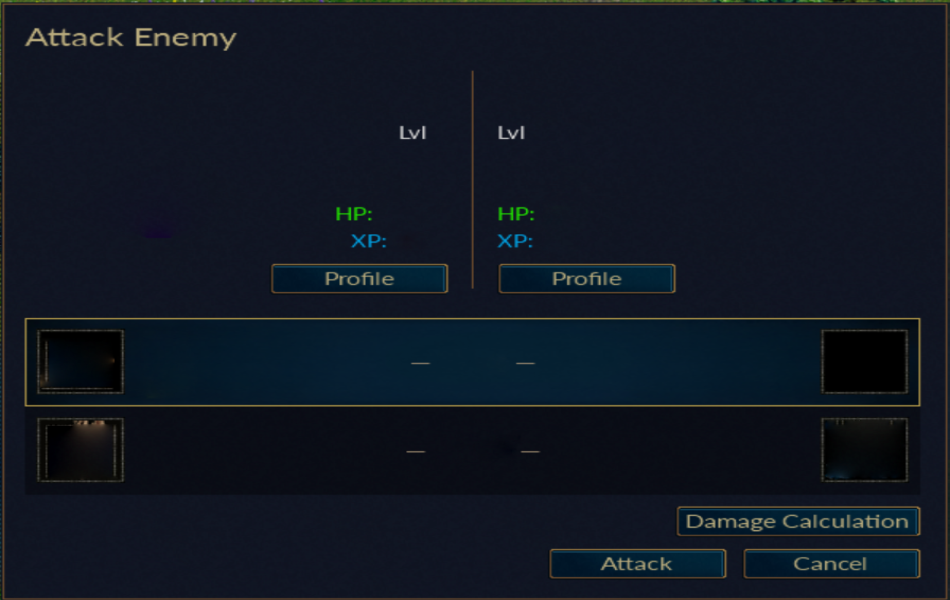 Attack Enemy
Lvl Lvl
HP: HP:
XP: XP:
Profile Profile
— —
— —
Damage Calculation
Attack Cancel